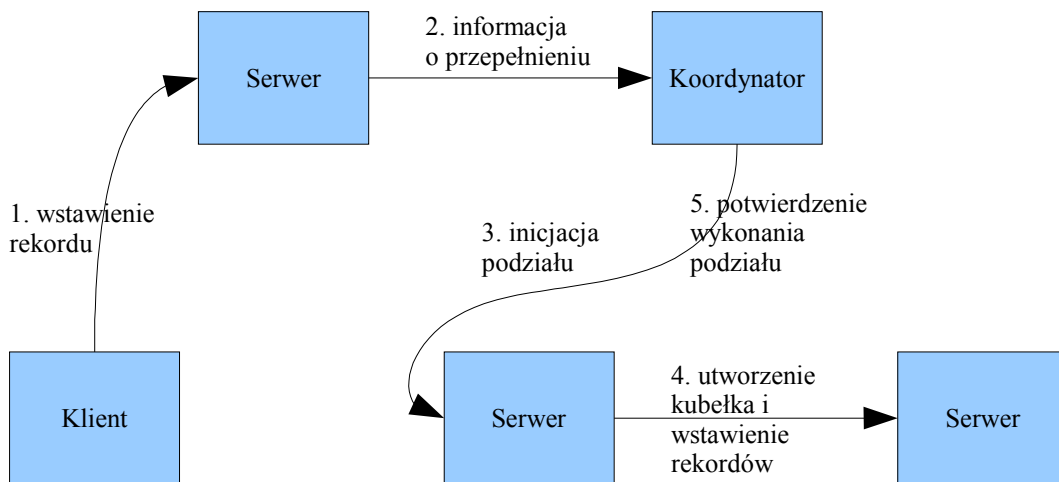 2. informacja
o przepełnieniu
Serwer
Koordynator
1. wstawienie
rekordu
3. inicjacja
podziału
5. potwierdzenie
wykonania
podziału
Klient
Serwer
4. utworzenie
kubełka i
wstawienie
rekordów
Serwer